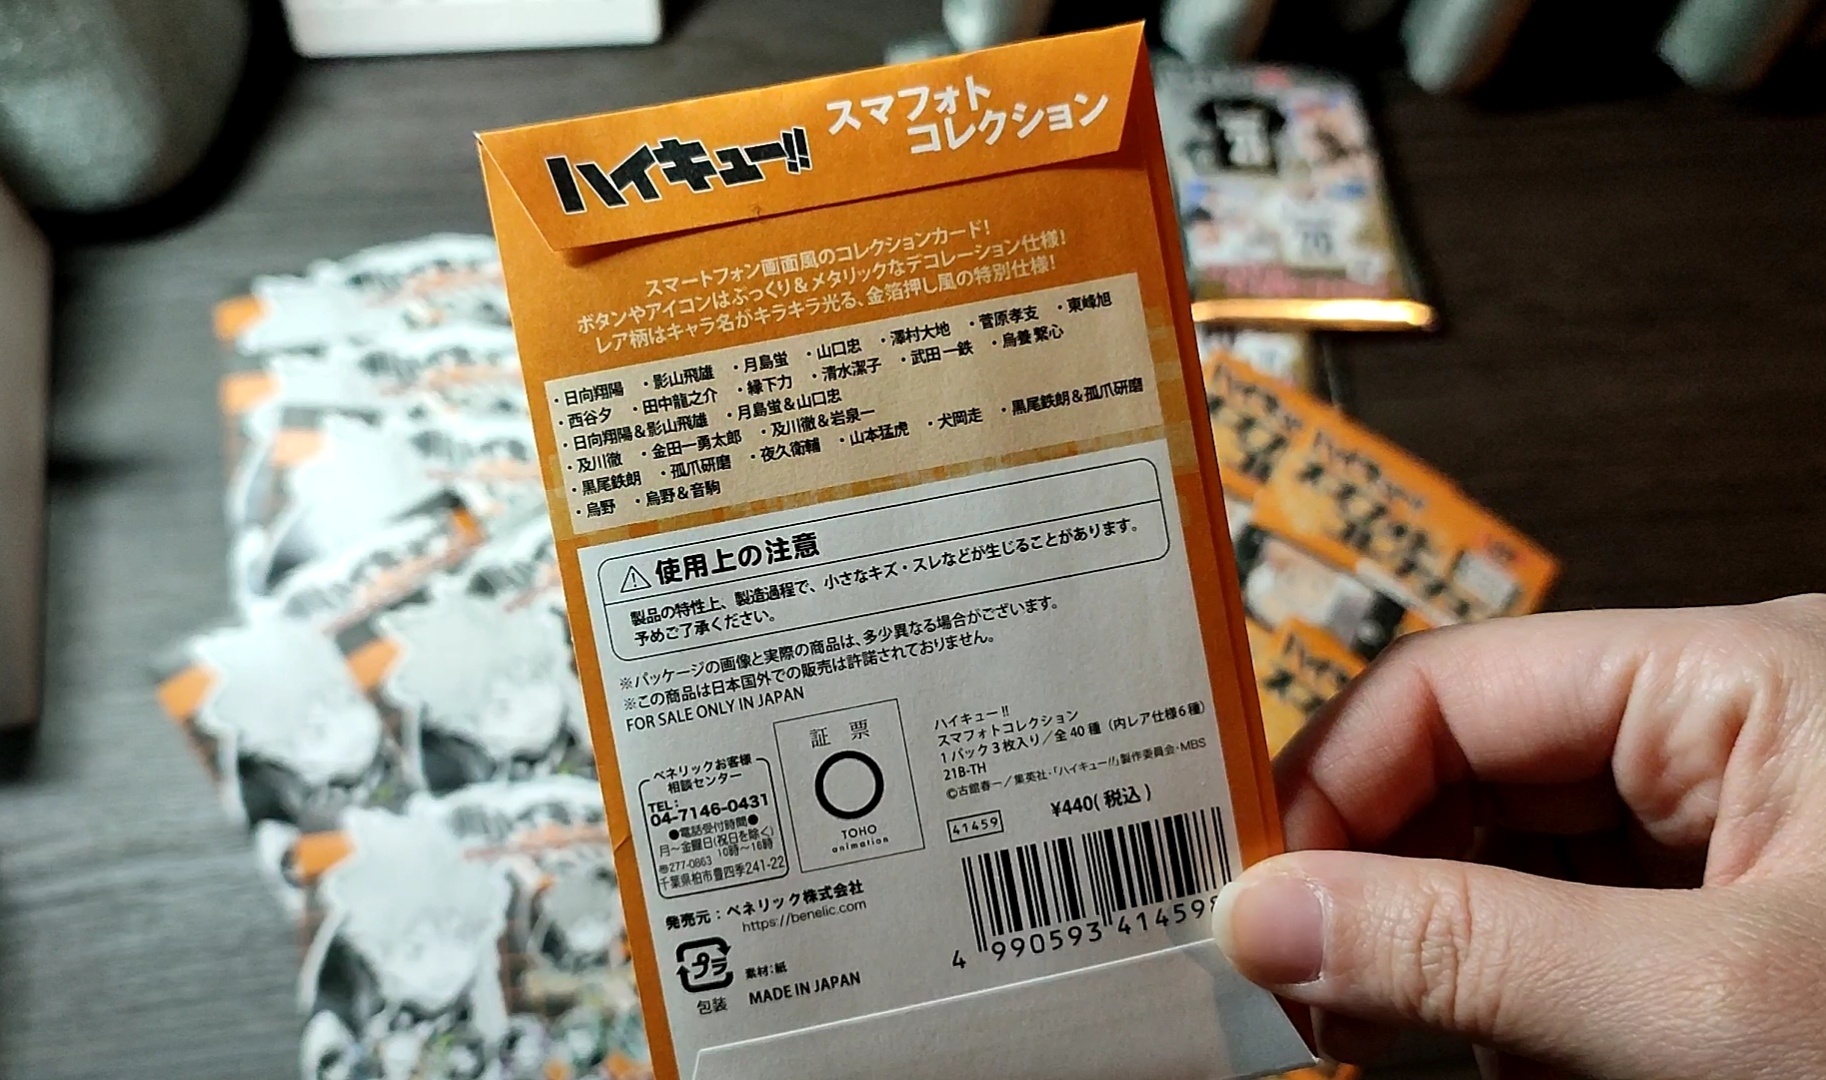 ハイキュー!!
スマフォト
コレクション
スマートフォン画面風のコレクションカード!
ボタンやアイコンはぷっくり&メタリックなデコレーション仕様!
レア柄はキャラ名がキラキラ光る、金箔押し風の特別仕様!
・日向翔陽 ・影山飛雄 ・月島蛍 ・山口忠 ・澤村大地 ・菅原孝支 ・東峰旭
・西谷夕 ・田中龍之介 ・縁下力 ・清水潔子 ・武田一鉄 ・烏養繋心
・日向翔陽&影山飛雄 ・月島蛍&山口忠
・及川徹 ・金田一勇太郎 ・及川徹&岩泉一
・黒尾鉄朗 ・孤爪研磨 ・夜久衛輔 ・山本猛虎 ・犬岡走 ・黒尾鉄朗&孤爪研磨
・烏野 ・烏野&音駒
使用上の注意
製品の特性上、製造過程で、小さなキズ・スレなどが生じることがあります。
予めご了承ください。
※パッケージの画像と実際の商品は、多少異なる場合がございます。
※この商品は日本国外での販売は許諾されておりません。
FOR SALE ONLY IN JAPAN
ベネリックお客様
相談センター
TEL:
04-7146-0431
●電話受付時間●
月～金曜日(祝日を除く)
10時～16時
〒277-0863
千葉県柏市豊四季241-22
証票
TOHO
animation
ハイキュー!!
スマフォトコレクション
1パック3枚入り/全40種(内レア仕様6種)
21B-TH
©古舘春一/集英社・「ハイキュー!!」製作委員会・MBS
¥440(税込)
41459
4 990593 414598
発売元:ベネリック株式会社
https://benelic.com
プラ
包装
素材:紙
MADE IN JAPAN
ハイキュー!!